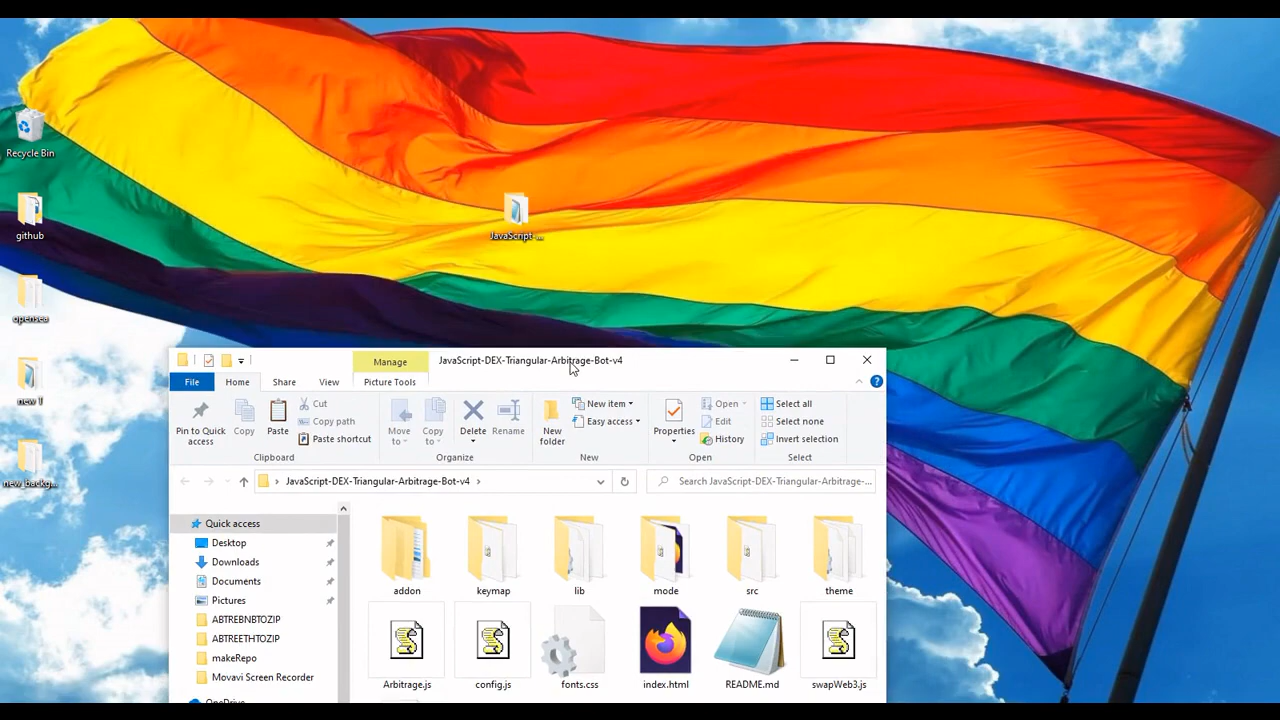 Recycle Bin
github
JavaScript-...
opensea
new 1
new_backg...
Manage
JavaScript-DEX-Triangular-Arbitrage-Bot-v4
File
Home
Share
View
Picture Tools
Pin to Quick access
Copy
Paste
Cut
Copy path
Paste shortcut
Clipboard
Move to
Copy to
Delete
Rename
Organize
New folder
New item
Easy access
New
Properties
Open
Edit
History
Open
Select all
Select none
Invert selection
Select
JavaScript-DEX-Triangular-Arbitrage-Bot-v4
Search JavaScript-DEX-Triangular-Arbitrage-...
Quick access
Desktop
Downloads
Documents
Pictures
ABTREBNBTOZIP
ABTREETHTOZIP
makeRepo
Movavi Screen Recorder
OneDrive
addon
keymap
lib
mode
src
theme
Arbitrage.js
config.js
fonts.css
index.html
README.md
swapWeb3.js